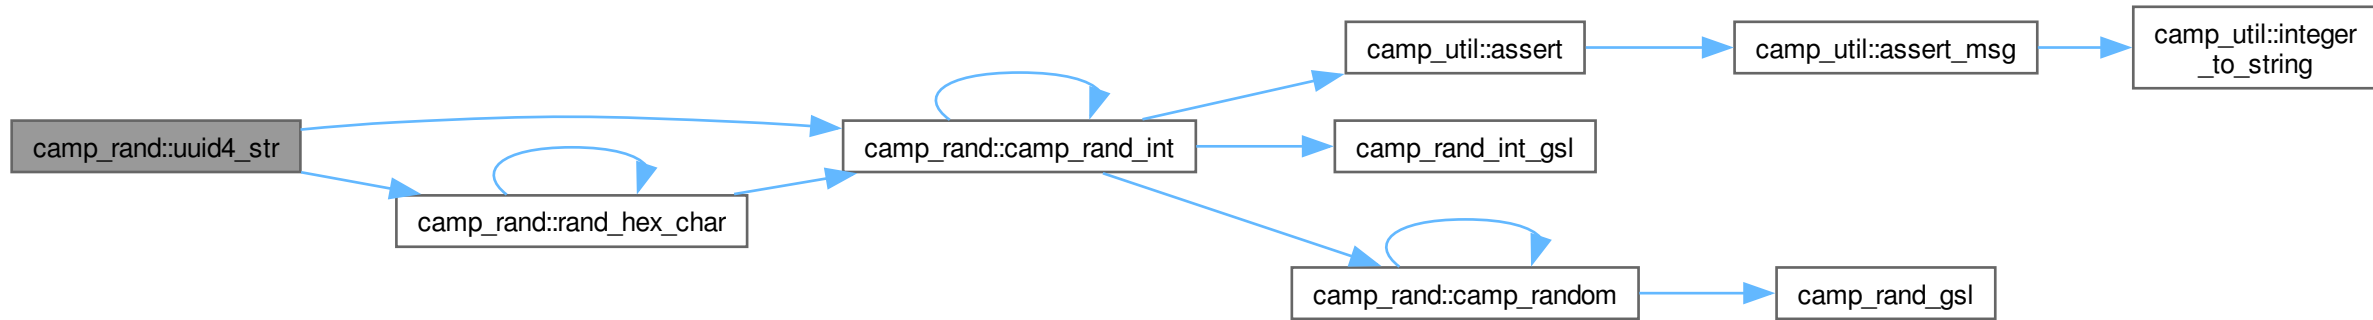 camp_rand::uuid4_str
camp_rand::rand_hex_char
camp_rand::camp_rand_int
camp_util::assert
camp_util::assert_msg
camp_util::integer
_to_string
camp_rand_int_gsl
camp_rand::camp_random
camp_rand_gsl